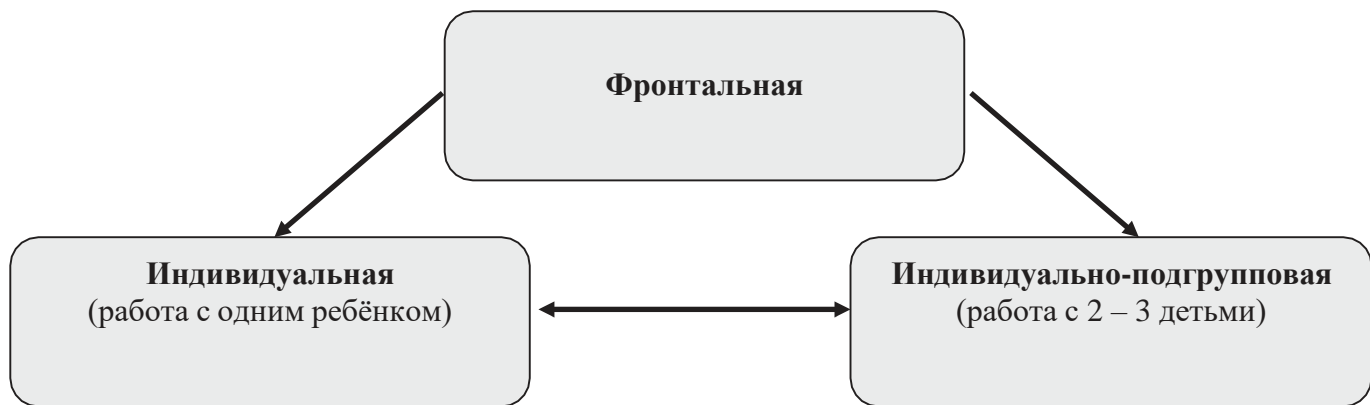 Фронтальная
Индивидуальная
(работа с одним ребёнком)
Индивидуально-подгрупповая
(работа с 2 – 3 детьми)